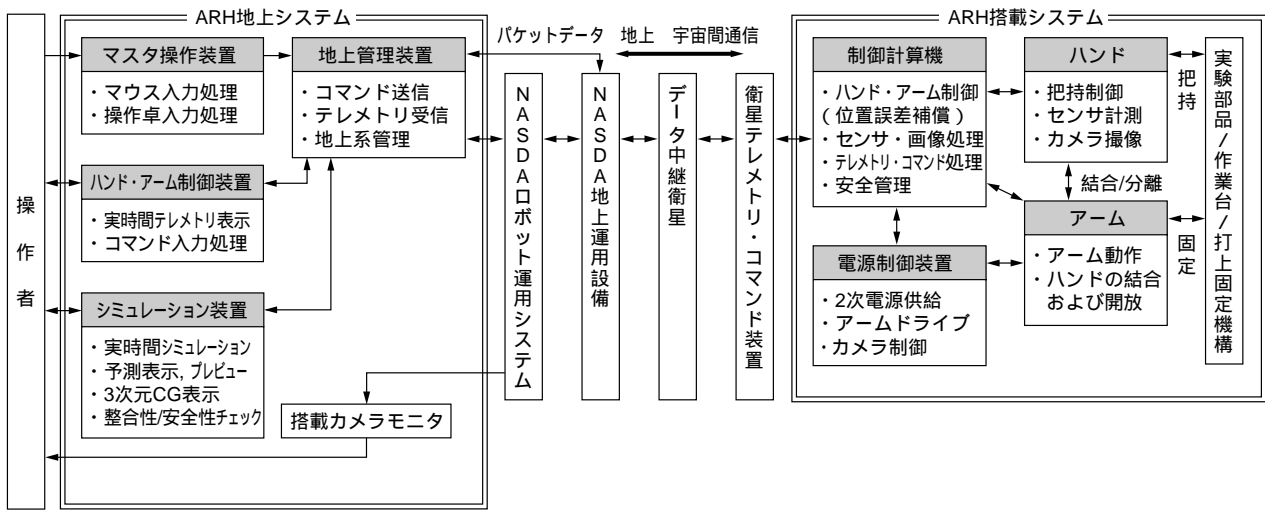 ARH地上システム
ARH搭載システム
操作者
マスタ操作装置
・マウス入力処理
・操作卓入力処理
ハンド・アーム制御装置
・実時間テレメトリ表示
・コマンド入力処理
シミュレーション装置
・実時間シミュレーション
・予測表示, プレビュー
・3次元CG表示
・整合性/安全性チェック
地上管理装置
・コマンド送信
・テレメトリ受信
・地上系管理
搭載カメラモニタ
パケットデータ
地上 宇宙間通信
NASDAロボット運用システム
NASDA地上運用設備
データ中継衛星
衛星テレメトリ・コマンド装置
制御計算機
・ハンド・アーム制御
(位置誤差補償)
・センサ・画像処理
・テレメトリ・コマンド処理
・安全管理
電源制御装置
・2次電源供給
・アームドライブ
・カメラ制御
ハンド
・把持制御
・センサ計測
・カメラ撮像
結合/分離
アーム
・アーム動作
・ハンドの結合
および開放
把持
固定
実験部品/作業台/打上固定機構